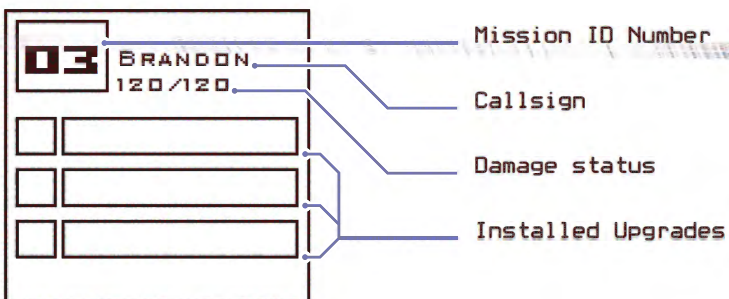 03
BRANDON
120/120
Mission ID Number
Callsign
Damage status
Installed Upgrades